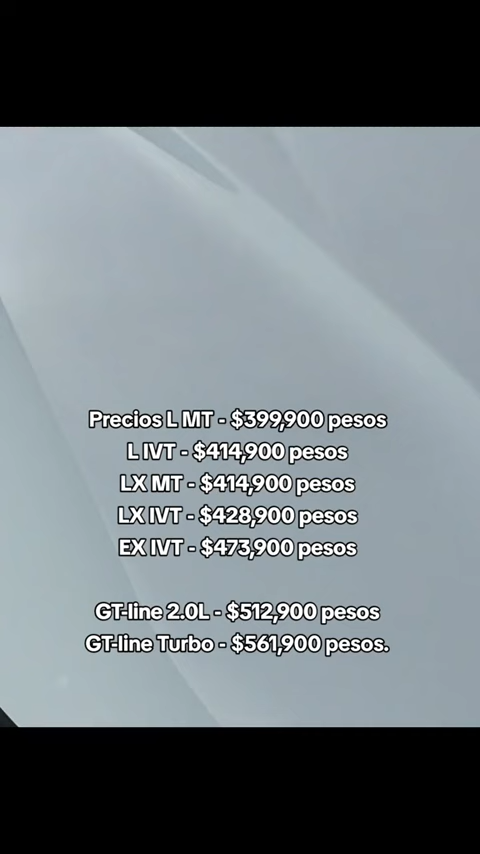 Precios L MT - $399,900 pesos
L IVT - $414,900 pesos
LX MT - $414,900 pesos
LX IVT - $428,900 pesos
EX IVT - $473,900 pesos
GT-line 2.0L - $512,900 pesos
GT-line Turbo - $561,900 pesos.